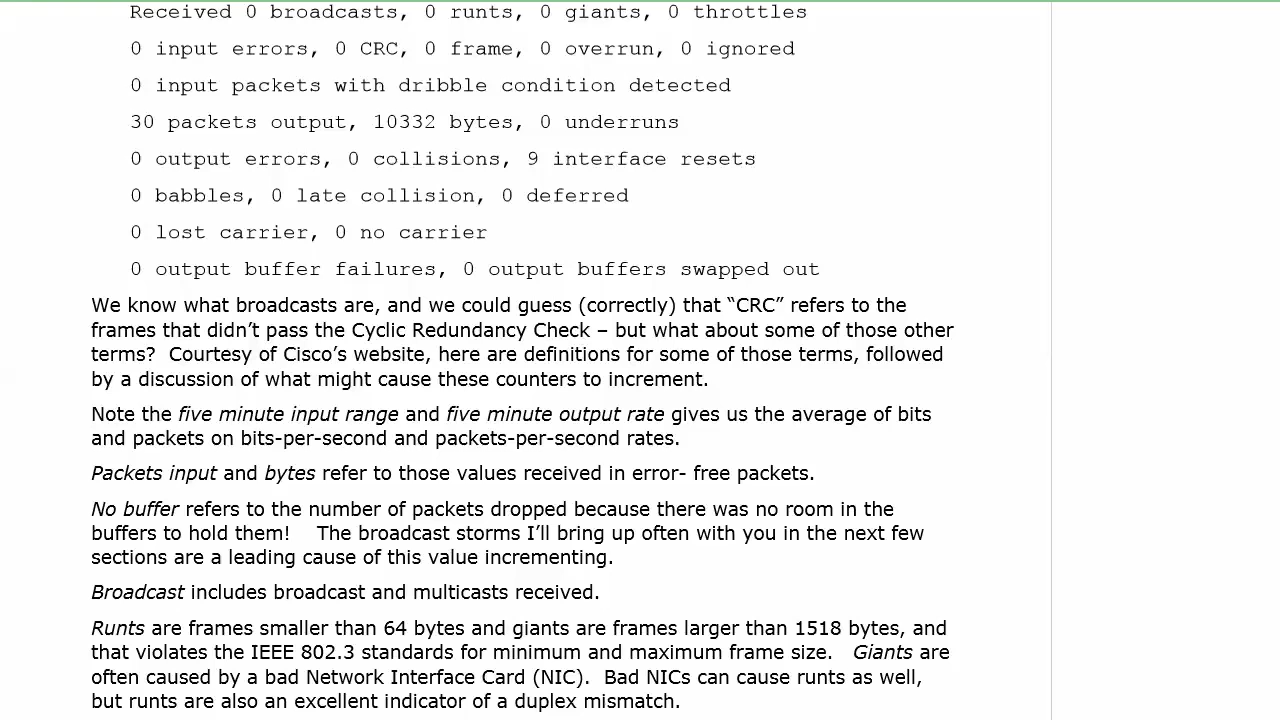 Received 0 broadcasts, 0 runts, 0 giants, 0 throttles
0 input errors, 0 CRC, 0 frame, 0 overrun, 0 ignored
0 input packets with dribble condition detected
30 packets output, 10332 bytes, 0 underruns
0 output errors, 0 collisions, 9 interface resets
0 babbles, 0 late collision, 0 deferred
0 lost carrier, 0 no carrier
0 output buffer failures, 0 output buffers swapped out
We know what broadcasts are, and we could guess (correctly) that “CRC” refers to the
frames that didn’t pass the Cyclic Redundancy Check – but what about some of those other
terms?  Courtesy of Cisco’s website, here are definitions for some of those terms, followed
by a discussion of what might cause these counters to increment.
Note the five minute input range and five minute output rate gives us the average of bits
and packets on bits-per-second and packets-per-second rates.
Packets input and bytes refer to those values received in error- free packets.
No buffer refers to the number of packets dropped because there was no room in the
buffers to hold them!    The broadcast storms I’ll bring up often with you in the next few
sections are a leading cause of this value incrementing.
Broadcast includes broadcast and multicasts received.
Runts are frames smaller than 64 bytes and giants are frames larger than 1518 bytes, and
that violates the IEEE 802.3 standards for minimum and maximum frame size.   Giants are
often caused by a bad Network Interface Card (NIC).  Bad NICs can cause runts as well,
but runts are also an excellent indicator of a duplex mismatch.